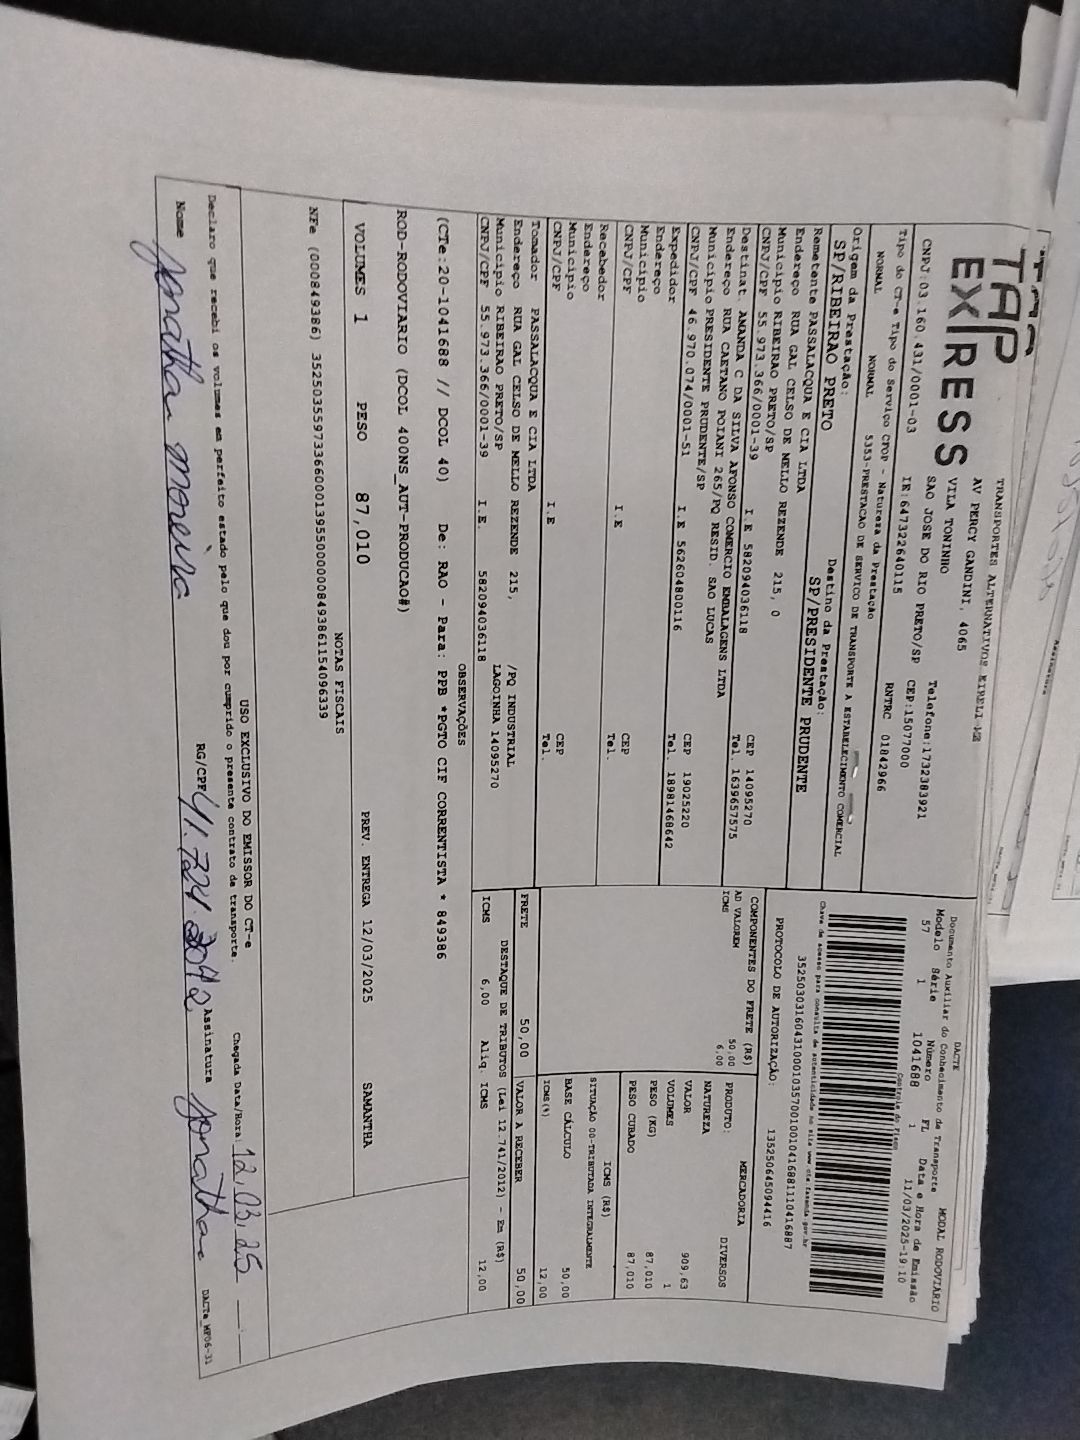 TAP
EXPRESS
TRANSPORTES ALTERNATIVOS EIRELI ME
AV PERCY GANDINI, 4065
VILA TONINHO
SAO JOSE DO RIO PRETO/SP CEP:15077000
CNPJ:03.160.431/0001-03 IE:647322640115 Telefone:1732383921
Tipo do CT-e Tipo do Serviço CFOP - Natureza da Prestação RNTRC 01842966
NORMAL NORMAL 5353-PRESTACAO DE SERVICO DE TRANSPORTE A ESTABELECIMENTO COMERCIAL
Origem da Prestação: Destino da Prestação:
SP/RIBEIRAO PRETO SP/PRESIDENTE PRUDENTE
Remetente PASSALACQUA E CIA LTDA
Endereço RUA GAL CELSO DE MELLO REZENDE 215, 0
Município RIBEIRAO PRETO/SP CEP 14095270
CNPJ/CPF 55.973.366/0001-39 I.E 582094036118 Tel. 1639657575
Destinat. AMANDA C DA SILVA AFONSO COMERCIO EMBALAGENS LTDA
Endereço RUA CAETANO POIANI 265/PQ RESID. SAO LUCAS
Município PRESIDENTE PRUDENTE/SP CEP 19025220
CNPJ/CPF 46.970.074/0001-51 I.E 562604800116 Tel. 18981468642
Expedidor
Endereço
Município CEP
CNPJ/CPF I.E Tel.
Recebedor
Endereço
Município CEP
CNPJ/CPF I.E Tel.
Tomador PASSALACQUA E CIA LTDA
Endereço RUA GAL CELSO DE MELLO REZENDE 215, /PQ INDUSTRIAL
Município RIBEIRAO PRETO/SP LAGOINHA 14095270
CNPJ/CPF 55.973.366/0001-39 I.E. 582094036118
DACTE MODAL RODOVIÁRIO
Documento Auxiliar do Conhecimento de Transporte
Modelo Série Número FL Data e Hora de Emissão
57 1 1041688 1 11/03/2025-19:10
Controle do Fisco
Chave de acesso para consulta de autenticidade no site www.cte.fazenda.gov.br
35250303160431000103570010010416881110416887
PROTOCOLO DE AUTORIZAÇÃO: 135250645094416
COMPONENTES DO FRETE (R$)
AD VALOREM 50,00
ICMS 6,00
PRODUTO: MERCADORIA
NATUREZA DIVERSOS
VALOR 909,63
VOLUMES 1
PESO (KG) 87,010
PESO CUBADO 87,010
ICMS (R$)
SITUAÇÃO 00-TRIBUTADA INTEGRALMENTE
BASE CÁLCULO 50,00
ICMS(%) 12,00
FRETE 50,00 VALOR A RECEBER 50,00
DESTAQUE DE TRIBUTOS (Lei 12.741/2012) - Em (R$)
ICMS 6,00 Aliq. ICMS 12,00
OBSERVAÇÕES
(CTe:20-1041688 // DCOL 40) De: RAO - Para: PPB *PGTO CIF CORRENTISTA * 849386
ROD-RODOVIARIO (DCOL 400NS_AUT-PRODUCAO#)
VOLUMES 1 PESO 87,010 PREV. ENTREGA 12/03/2025 SAMANTHA
NOTAS FISCAIS
NFe (000849386) 35250355973366000139550000008493861154096339
USO EXCLUSIVO DO EMISSOR DO CT-e
Declaro que recebi os volumes em perfeito estado pelo que dou por cumprido o presente contrato de transporte.
Chegada Data/Hora: 12.03.25
Nome Jonathan moreira RG/CPF Assinatura Jonathan
DACTe_MF06-31